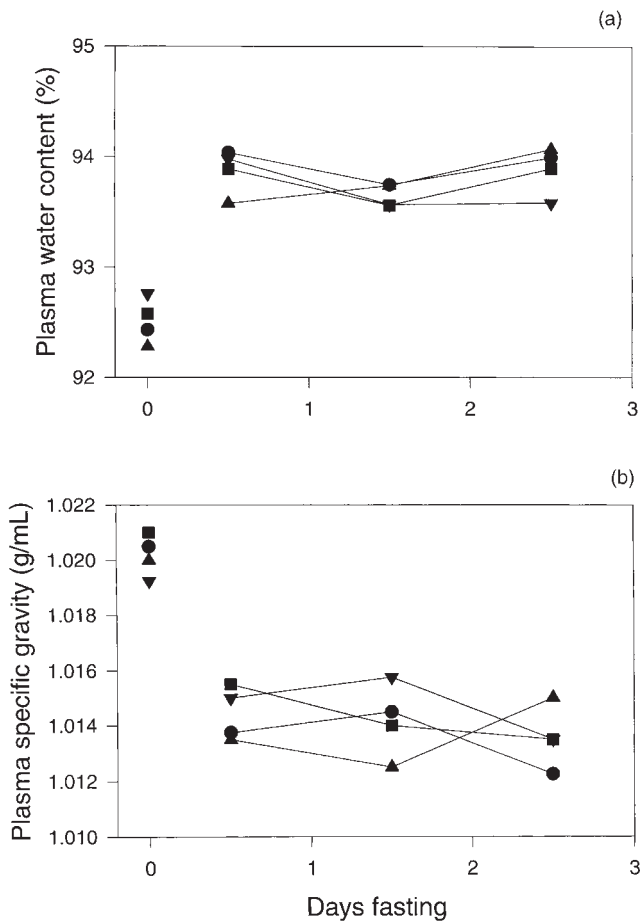 (a)
Plasma water content (%)
95
94
93
92
0 1 2 3
(b)
Plasma specific gravity (g/mL)
1.022
1.020
1.018
1.016
1.014
1.012
1.010
0 1 2 3
Days fasting